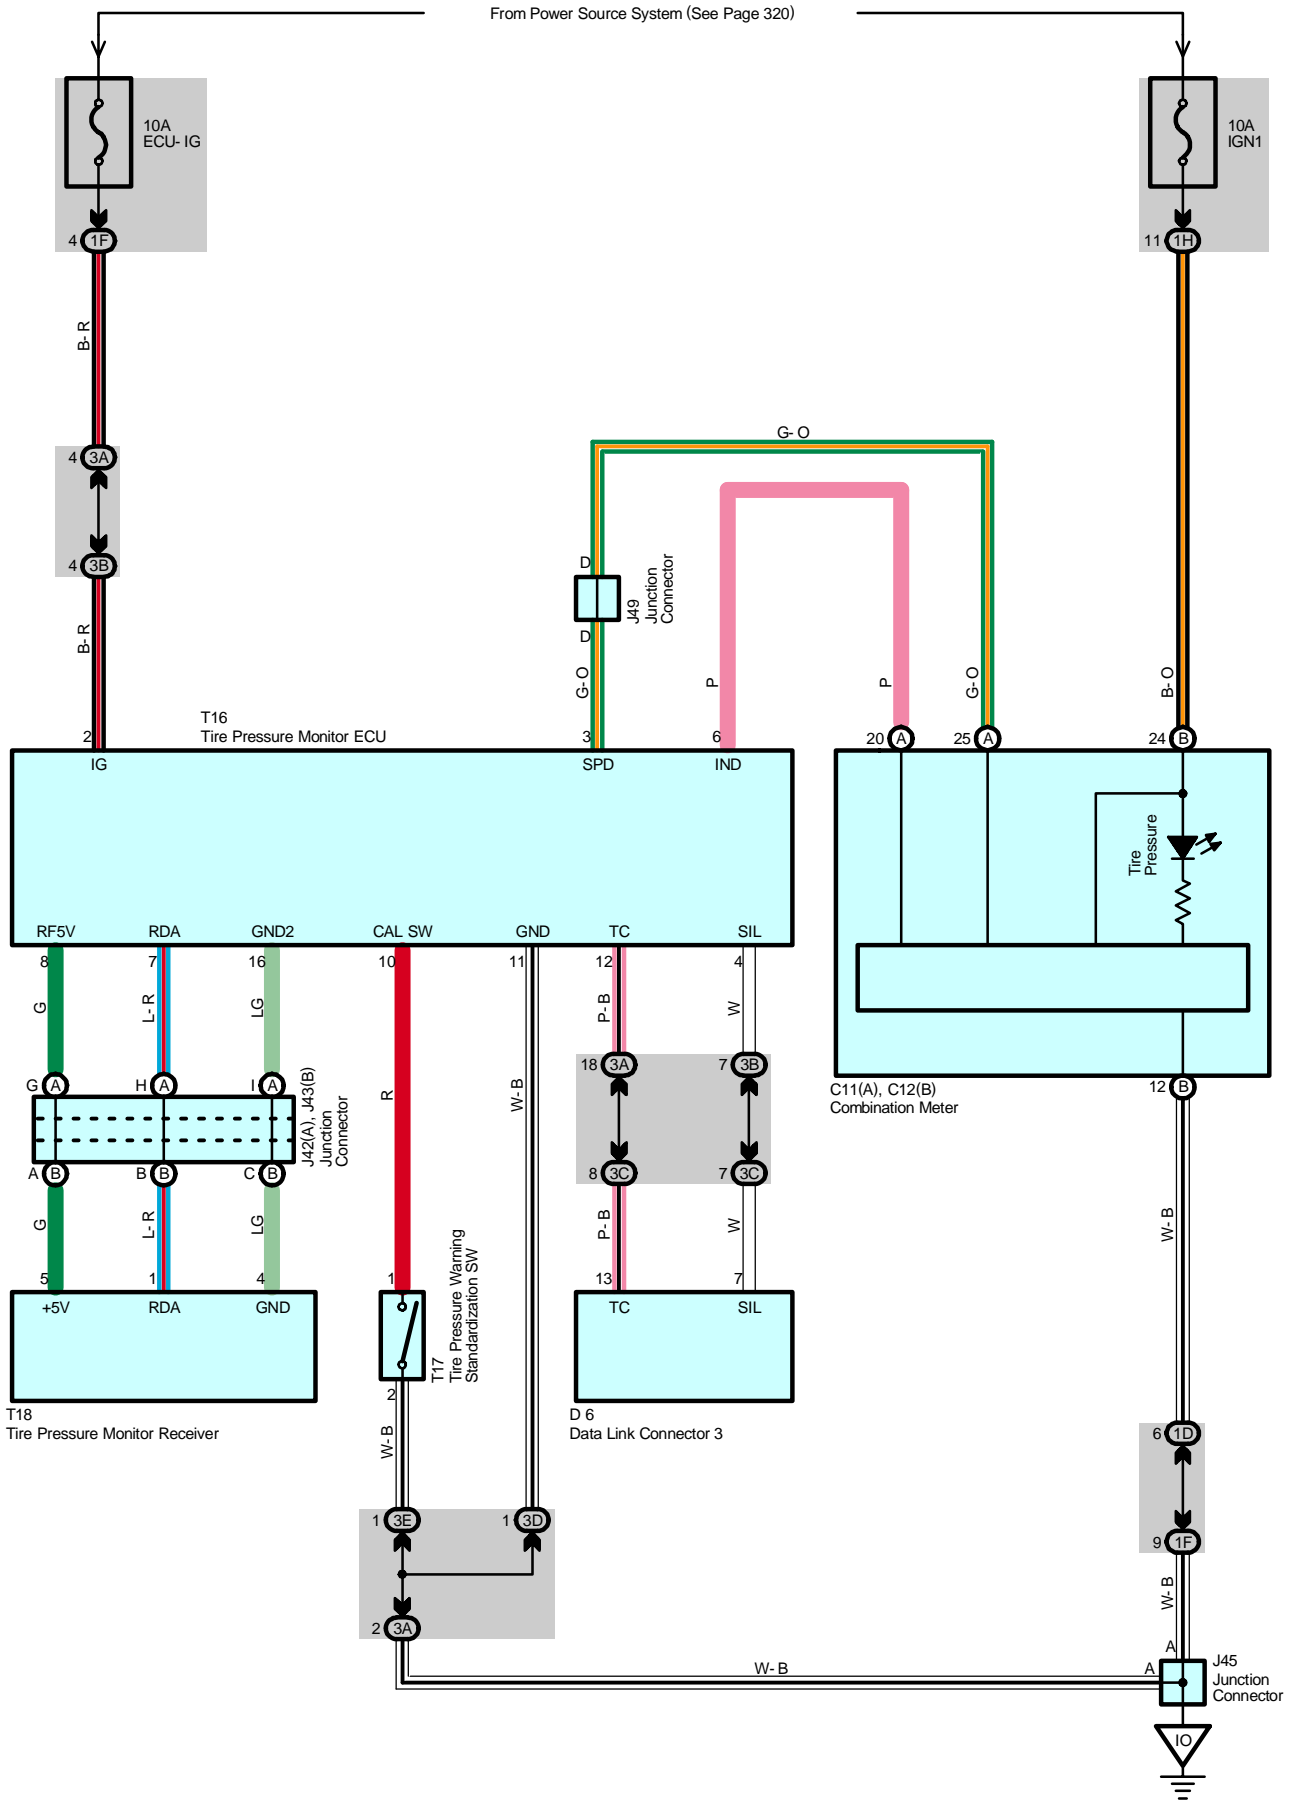 From Power Source System (See Page 320)
10A
ECU- IG
10A
IGN1
4 1F
11 1H
B- R
4 3A
G- O
4 3B
D
J49
Junction
Connector
D
B- R
G- O
P
P
G- O
B- O
T16
Tire Pressure Monitor ECU
2
3
6
20 A
25 A
24 B
IG
SPD
IND
Tire
Pressure
RF5V
RDA
GND2
CAL SW
GND
TC
SIL
8
7
16
10
11
12
4
G
L- R
LG
R
W- B
P- B
W
18 3A
7 3B
G A
H A
I A
J42(A), J43(B)
Junction
Connector
C11(A), C12(B)
Combination Meter
12 B
A B
B B
C B
8 3C
7 3C
G
L- R
LG
P- B
W
W- B
5
1
4
1
13
7
+5V
RDA
GND
T17
Tire Pressure Warning
Standardization SW
TC
SIL
2
T18
Tire Pressure Monitor Receiver
D 6
Data Link Connector 3
W- B
6 1D
1 3E
1 3D
9 1F
W- B
2 3A
A
W- B
A
J45
Junction
Connector
IO